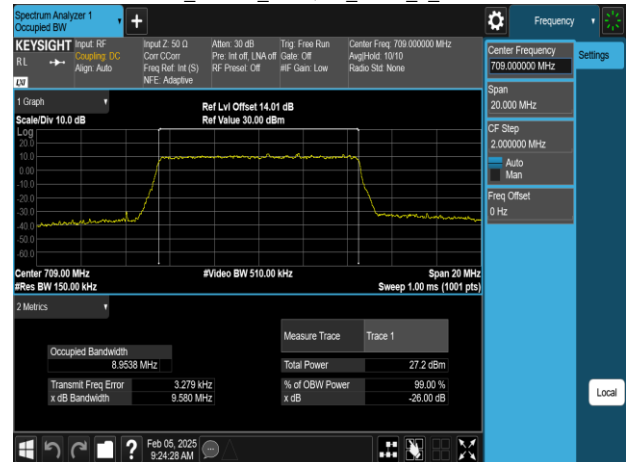 Spectrum Analyzer 1
Occupied BW
Frequency
KEYSIGHT
RL
LXI
Input: RF
Coupling: DC
Align: Auto
Input Z: 50 Ω
Corr CCorr
Freq Ref: Int (S)
NFE: Adaptive
Atten: 30 dB
Pre: Int off, LNA off
RF Presel: Off
Trig: Free Run
Gate: Off
#IF Gain: Low
Center Freq: 709.000000 MHz
Avg|Hold: 10/10
Radio Std: None
Center Frequency
709.000000 MHz
Settings
Span
20.000 MHz
CF Step
2.000000 MHz
Auto
Man
Freq Offset
0 Hz
Local
1 Graph
Scale/Div 10.0 dB
Ref Lvl Offset 14.01 dB
Ref Value 30.00 dBm
Log
20.0
10.0
0.00
-10.0
-20.0
-30.0
-40.0
-50.0
-60.0
Center 709.00 MHz
#Res BW 150.00 kHz
#Video BW 510.00 kHz
Span 20 MHz
Sweep 1.00 ms (1001 pts)
2 Metrics
Measure Trace
Trace 1
Occupied Bandwidth
8.9538 MHz
Total Power
27.2 dBm
Transmit Freq Error
3.279 kHz
% of OBW Power
99.00 %
x dB Bandwidth
9.580 MHz
x dB
-26.00 dB
Feb 05, 2025
9:24:28 AM